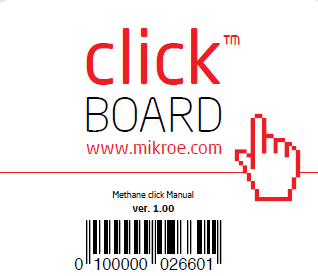 click™
BOARD
www.mikroe.com
Methane click Manual
ver. 1.00
0 100000 026601